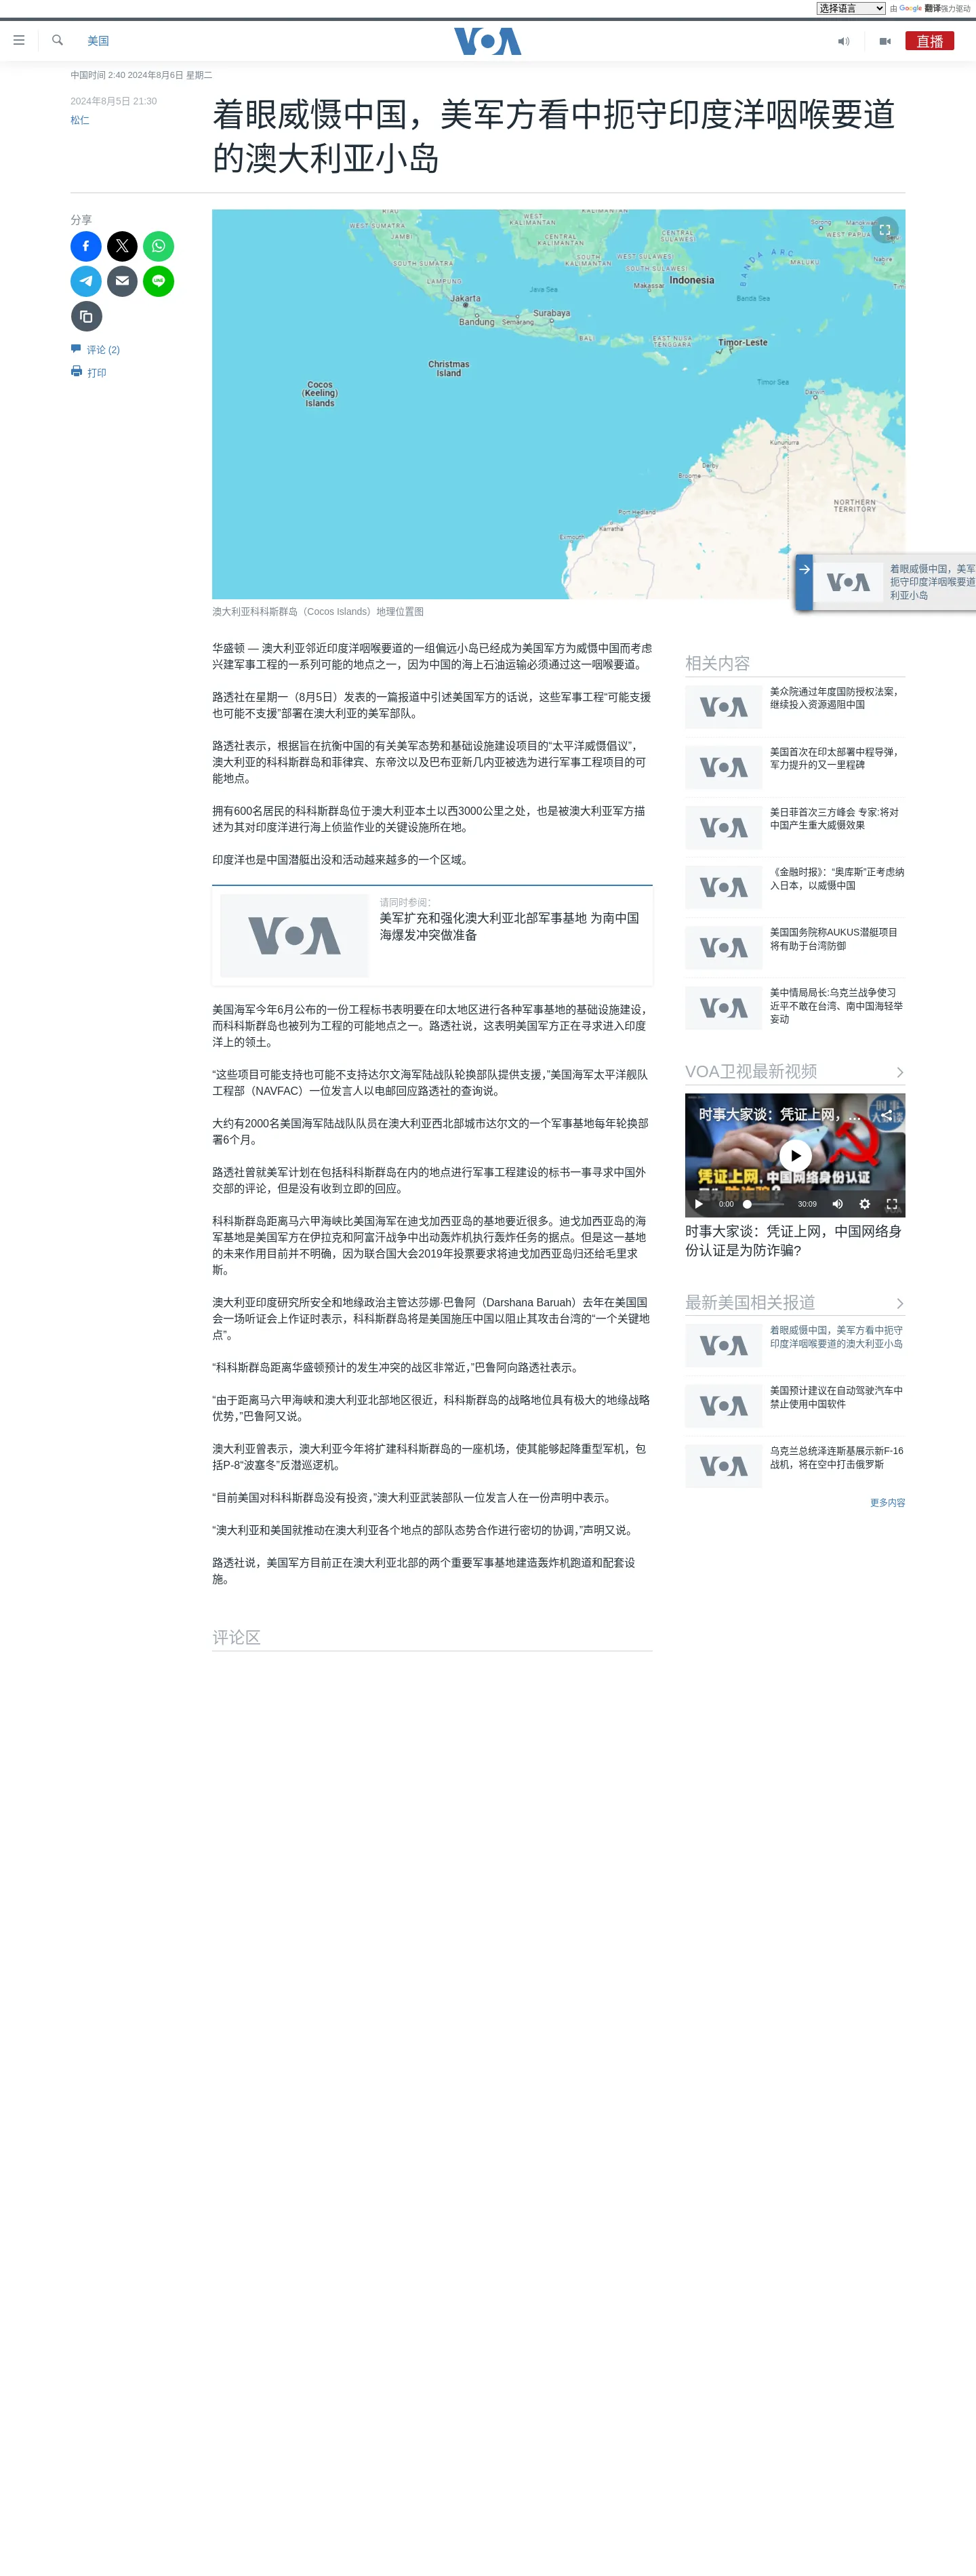 选择语言 由 Google 翻译强力驱动
美国
VOA
直播
中国时间 2:40 2024年8月6日 星期二
2024年8月5日 21:30
松仁
着眼威慑中国，美军方看中扼守印度洋咽喉要道
的澳大利亚小岛
分享
评论 (2)
打印
RIAU
WEST SUMATRA
JAMBI
SOUTH SUMATRA
LAMPUNG
WEST
KALIMANTAN
KALIMANTAN
CENTRAL
KALIMANTAN
SOUTH
KALIMANTAN
CENTRAL
SULAWESI
WEST SULAWESI
SOUTH SULAWESI
Makassar
Indonesia
BANDA ARC
MALUKU
Sorong
Manokwari
WEST PAPUA
Nabire
Banda Sea
Java Sea
Jakarta
Bandung
Semarang
Surabaya
BALI
EAST NUSA
TENGGARA
Timor-Leste
Christmas
Island
Cocos
(Keeling)
Islands
Timor Sea
Darwin
Kununurra
Derby
Broome
Port Hedland
Karratha
Exmouth
NORTHERN
TERRITORY
澳大利亚科科斯群岛（Cocos Islands）地理位置图
VOA
着眼威慑中国，美军
扼守印度洋咽喉要道
利亚小岛
华盛顿 — 澳大利亚邻近印度洋咽喉要道的一组偏远小岛已经成为美国军方为威慑中国而考虑
兴建军事工程的一系列可能的地点之一，因为中国的海上石油运输必须通过这一咽喉要道。
路透社在星期一（8月5日）发表的一篇报道中引述美国军方的话说，这些军事工程“可能支援
也可能不支援”部署在澳大利亚的美军部队。
路透社表示，根据旨在抗衡中国的有关美军态势和基础设施建设项目的“太平洋威慑倡议”，
澳大利亚的科科斯群岛和菲律宾、东帝汶以及巴布亚新几内亚被选为进行军事工程项目的可
能地点。
拥有600名居民的科科斯群岛位于澳大利亚本土以西3000公里之处，也是被澳大利亚军方描
述为其对印度洋进行海上侦监作业的关键设施所在地。
印度洋也是中国潜艇出没和活动越来越多的一个区域。
VOA
请同时参阅：
美军扩充和强化澳大利亚北部军事基地 为南中国
海爆发冲突做准备
美国海军今年6月公布的一份工程标书表明要在印太地区进行各种军事基地的基础设施建设，
而科科斯群岛也被列为工程的可能地点之一。路透社说，这表明美国军方正在寻求进入印度
洋上的领土。
“这些项目可能支持也可能不支持达尔文海军陆战队轮换部队提供支援，”美国海军太平洋舰队
工程部（NAVFAC）一位发言人以电邮回应路透社的查询说。
大约有2000名美国海军陆战队队员在澳大利亚西北部城市达尔文的一个军事基地每年轮换部
署6个月。
路透社曾就美军计划在包括科科斯群岛在内的地点进行军事工程建设的标书一事寻求中国外
交部的评论，但是没有收到立即的回应。
科科斯群岛距离马六甲海峡比美国海军在迪戈加西亚岛的基地要近很多。迪戈加西亚岛的海
军基地是美国军方在伊拉克和阿富汗战争中出动轰炸机执行轰炸任务的据点。但是这一基地
的未来作用目前并不明确，因为联合国大会2019年投票要求将迪戈加西亚岛归还给毛里求
斯。
澳大利亚印度研究所安全和地缘政治主管达莎娜·巴鲁阿（Darshana Baruah）去年在美国国
会一场听证会上作证时表示，科科斯群岛将是美国施压中国以阻止其攻击台湾的“一个关键地
点”。
“科科斯群岛距离华盛顿预计的发生冲突的战区非常近，”巴鲁阿向路透社表示。
“由于距离马六甲海峡和澳大利亚北部地区很近，科科斯群岛的战略地位具有极大的地缘战略
优势，”巴鲁阿又说。
澳大利亚曾表示，澳大利亚今年将扩建科科斯群岛的一座机场，使其能够起降重型军机，包
括P-8“波塞冬”反潜巡逻机。
“目前美国对科科斯群岛没有投资，”澳大利亚武装部队一位发言人在一份声明中表示。
“澳大利亚和美国就推动在澳大利亚各个地点的部队态势合作进行密切的协调，”声明又说。
路透社说，美国军方目前正在澳大利亚北部的两个重要军事基地建造轰炸机跑道和配套设
施。
评论区
相关内容
VOA
美众院通过年度国防授权法案，
继续投入资源遏阻中国
VOA
美国首次在印太部署中程导弹，
军力提升的又一里程碑
VOA
美日菲首次三方峰会 专家:将对
中国产生重大威慑效果
VOA
《金融时报》：“奥库斯”正考虑纳
入日本，以威慑中国
VOA
美国国务院称AUKUS潜艇项目
将有助于台湾防御
VOA
美中情局局长:乌克兰战争使习
近平不敢在台湾、南中国海轻举
妄动
VOA卫视最新视频
时事大家谈：凭证上网，…
凭证上网，中国网络身份认证
是为防诈骗？
0:00 30:09
时事大家谈：凭证上网，中国网络身
份认证是为防诈骗?
最新美国相关报道
VOA
着眼威慑中国，美军方看中扼守
印度洋咽喉要道的澳大利亚小岛
VOA
美国预计建议在自动驾驶汽车中
禁止使用中国软件
VOA
乌克兰总统泽连斯基展示新F-16
战机，将在空中打击俄罗斯
更多内容